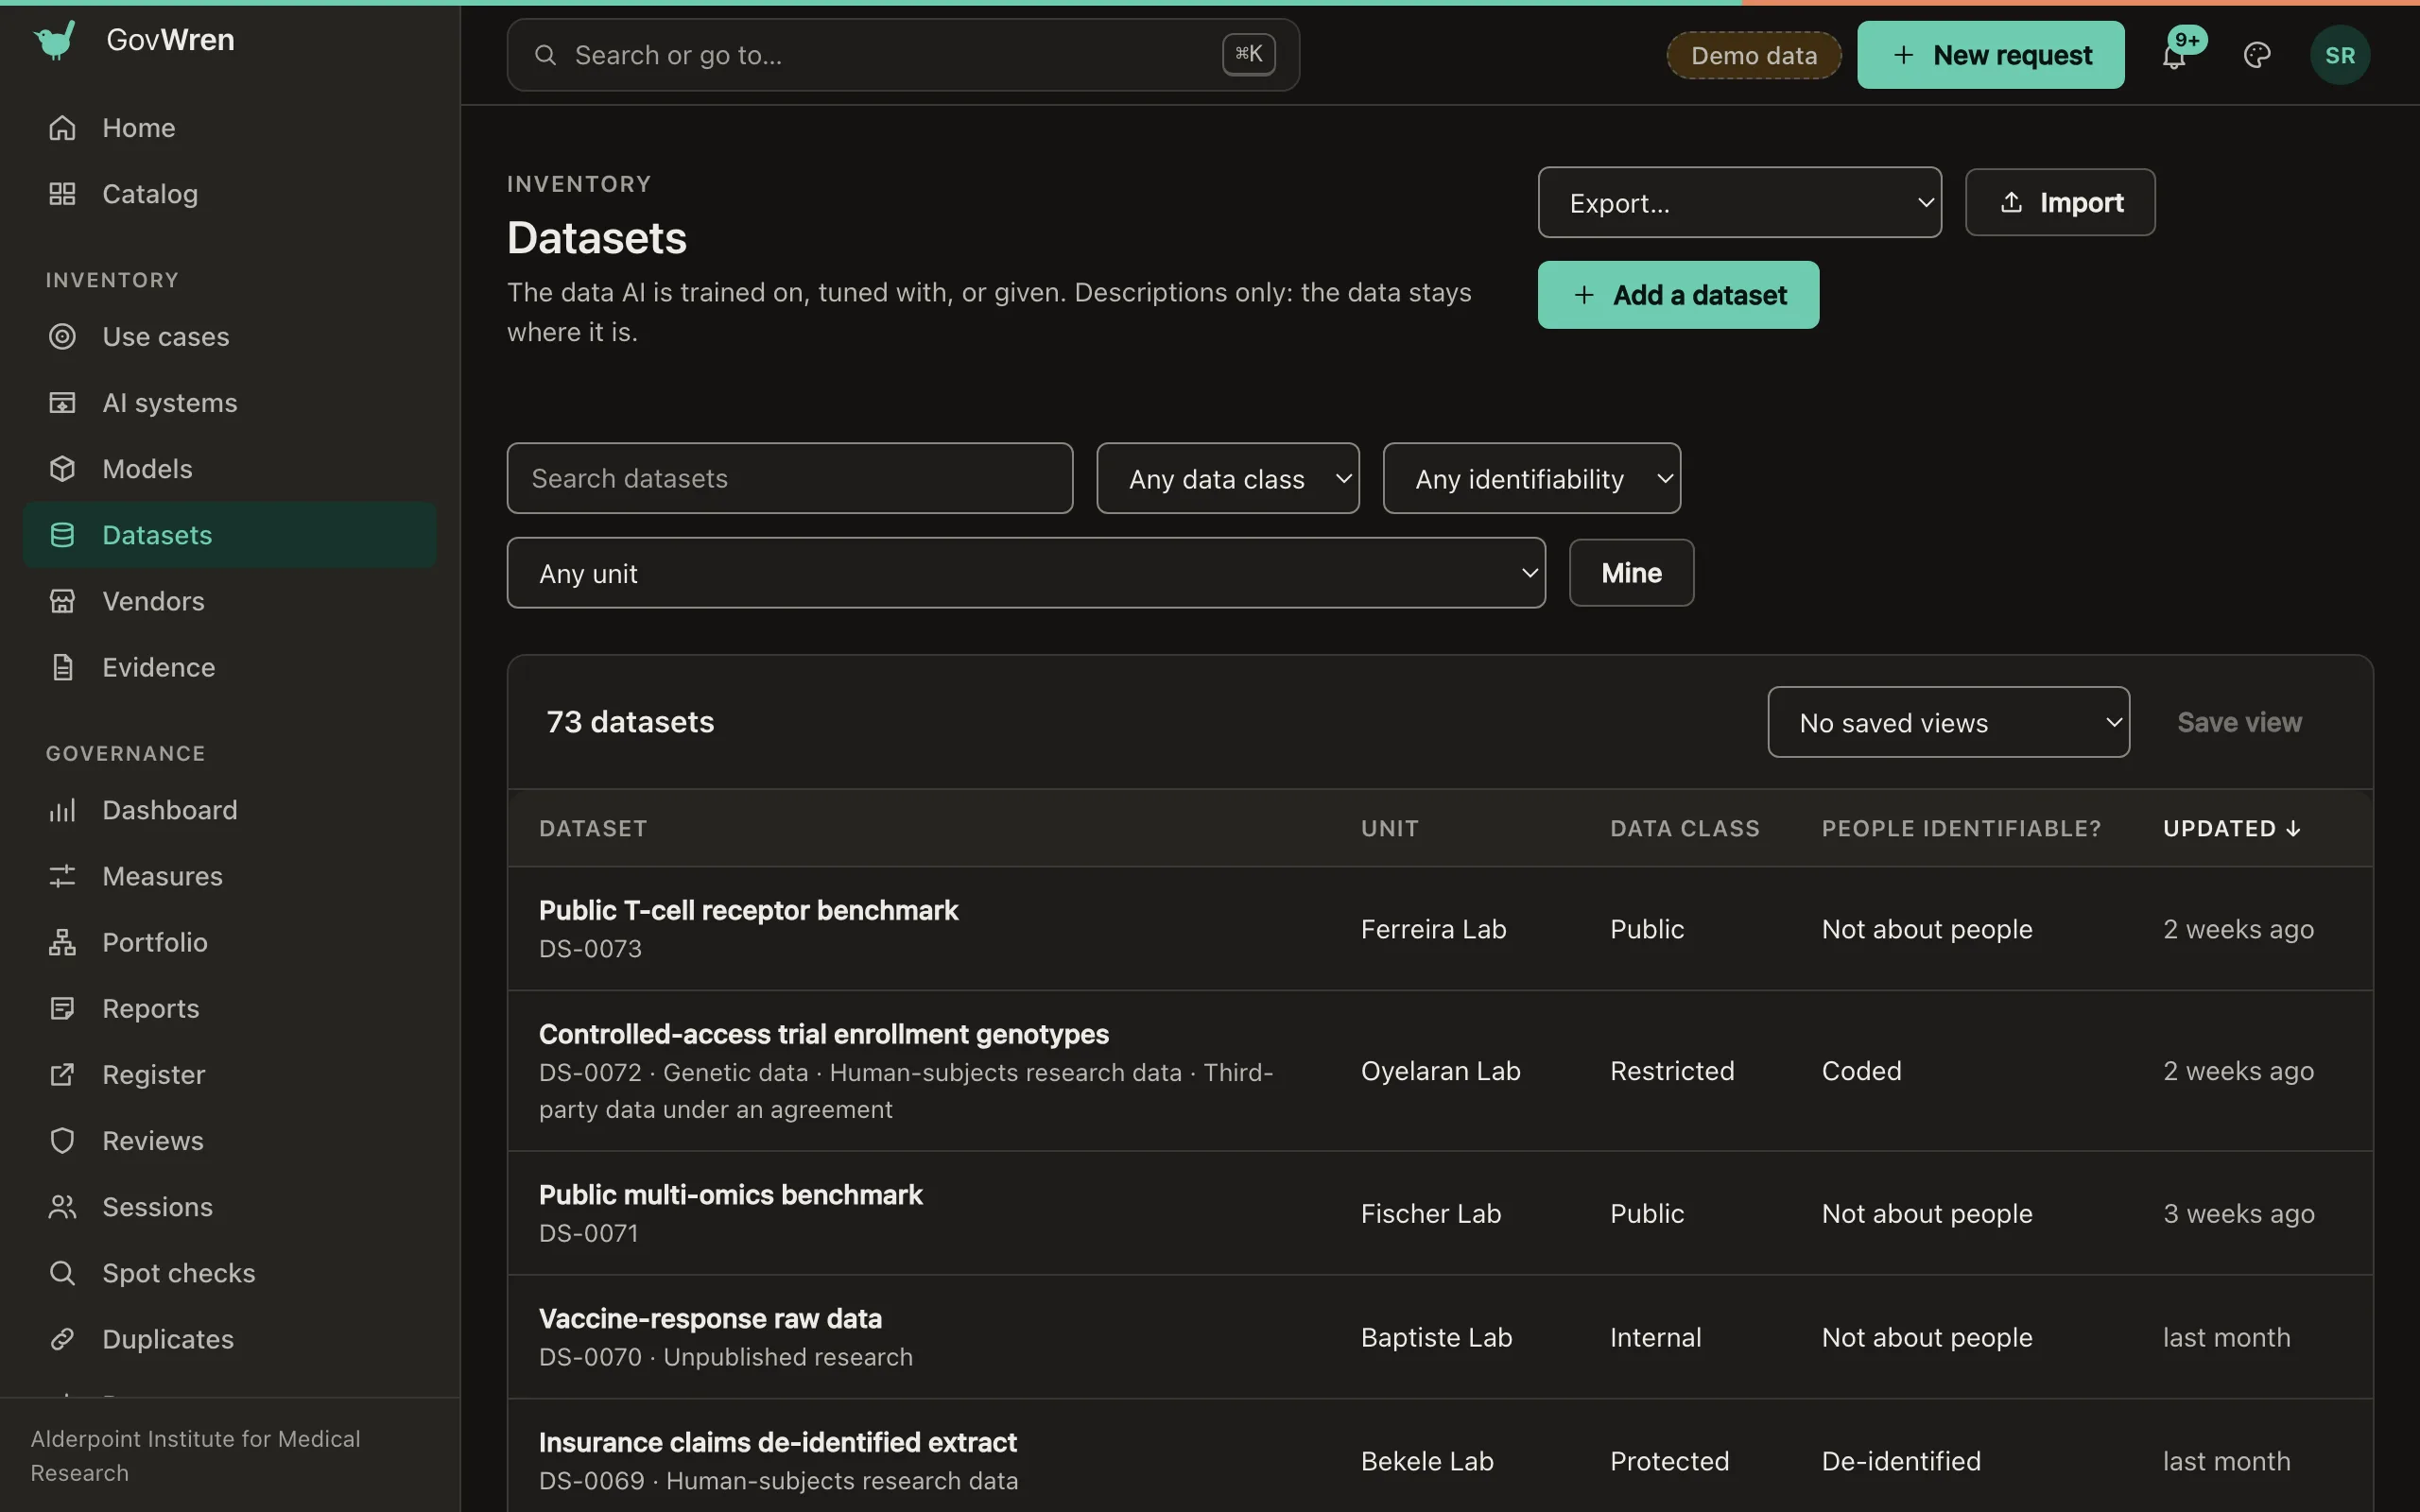 GovWren
Search or go to...
⌘K
Demo data
+ New request
9+
SR
Home
Catalog
INVENTORY
Use cases
AI systems
Models
Datasets
Vendors
Evidence
GOVERNANCE
Dashboard
Measures
Portfolio
Reports
Register
Reviews
Sessions
Spot checks
Duplicates
Alderpoint Institute for Medical
Research
INVENTORY
Datasets
The data AI is trained on, tuned with, or given. Descriptions only: the data stays
where it is.
Export...
Import
+ Add a dataset
Search datasets
Any data class
Any identifiability
Any unit
Mine
73 datasets
No saved views
Save view
DATASET UNIT DATA CLASS PEOPLE IDENTIFIABLE? UPDATED ↓
Public T-cell receptor benchmark
DS-0073
Ferreira Lab Public Not about people 2 weeks ago
Controlled-access trial enrollment genotypes
DS-0072 · Genetic data · Human-subjects research data · Third-
party data under an agreement
Oyelaran Lab Restricted Coded 2 weeks ago
Public multi-omics benchmark
DS-0071
Fischer Lab Public Not about people 3 weeks ago
Vaccine-response raw data
DS-0070 · Unpublished research
Baptiste Lab Internal Not about people last month
Insurance claims de-identified extract
DS-0069 · Human-subjects research data
Bekele Lab Protected De-identified last month